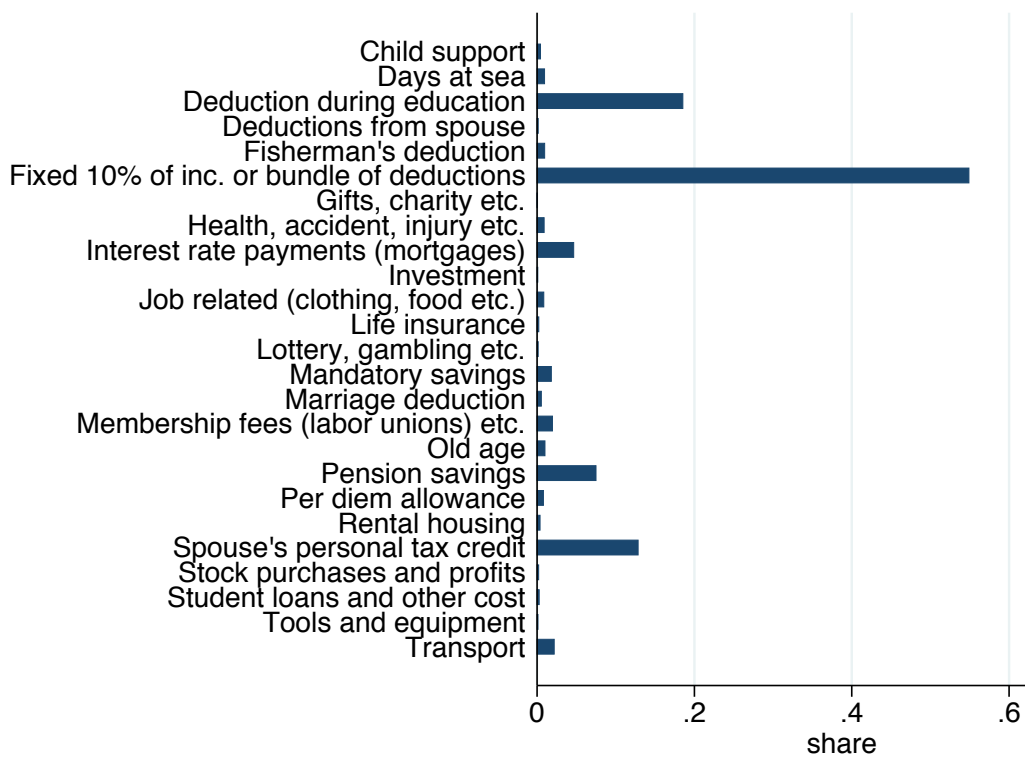 Child support
Days at sea
Deduction during education
Deductions from spouse
Fisherman's deduction
Fixed 10% of inc. or bundle of deductions
Gifts, charity etc.
Health, accident, injury etc.
Interest rate payments (mortgages)
Investment
Job related (clothing, food etc.)
Life insurance
Lottery, gambling etc.
Mandatory savings
Marriage deduction
Membership fees (labor unions) etc.
Old age
Pension savings
Per diem allowance
Rental housing
Spouse's personal tax credit
Stock purchases and profits
Student loans and other cost
Tools and equipment
Transport
0 .2 .4 .6
share